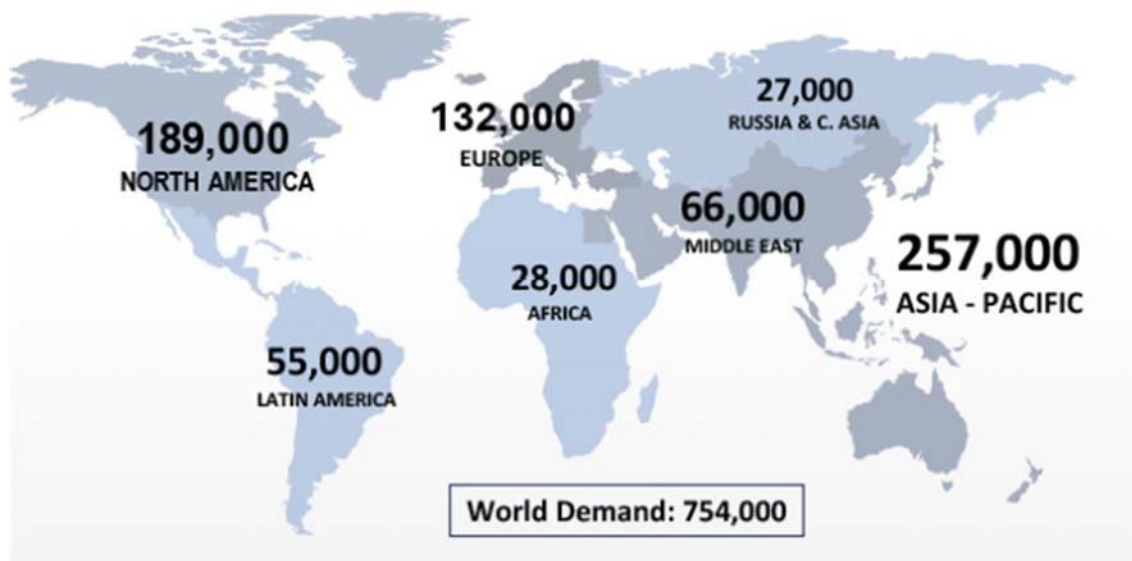 189,000
NORTH AMERICA
132,000
EUROPE
27,000
RUSSIA & C. ASIA
66,000
MIDDLE EAST
257,000
ASIA - PACIFIC
28,000
AFRICA
55,000
LATIN AMERICA
World Demand: 754,000